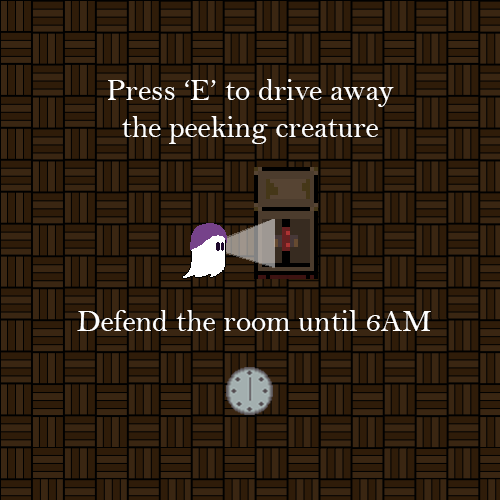 Press ‘E’ to drive away
the peeking creature
Defend the room until 6AM